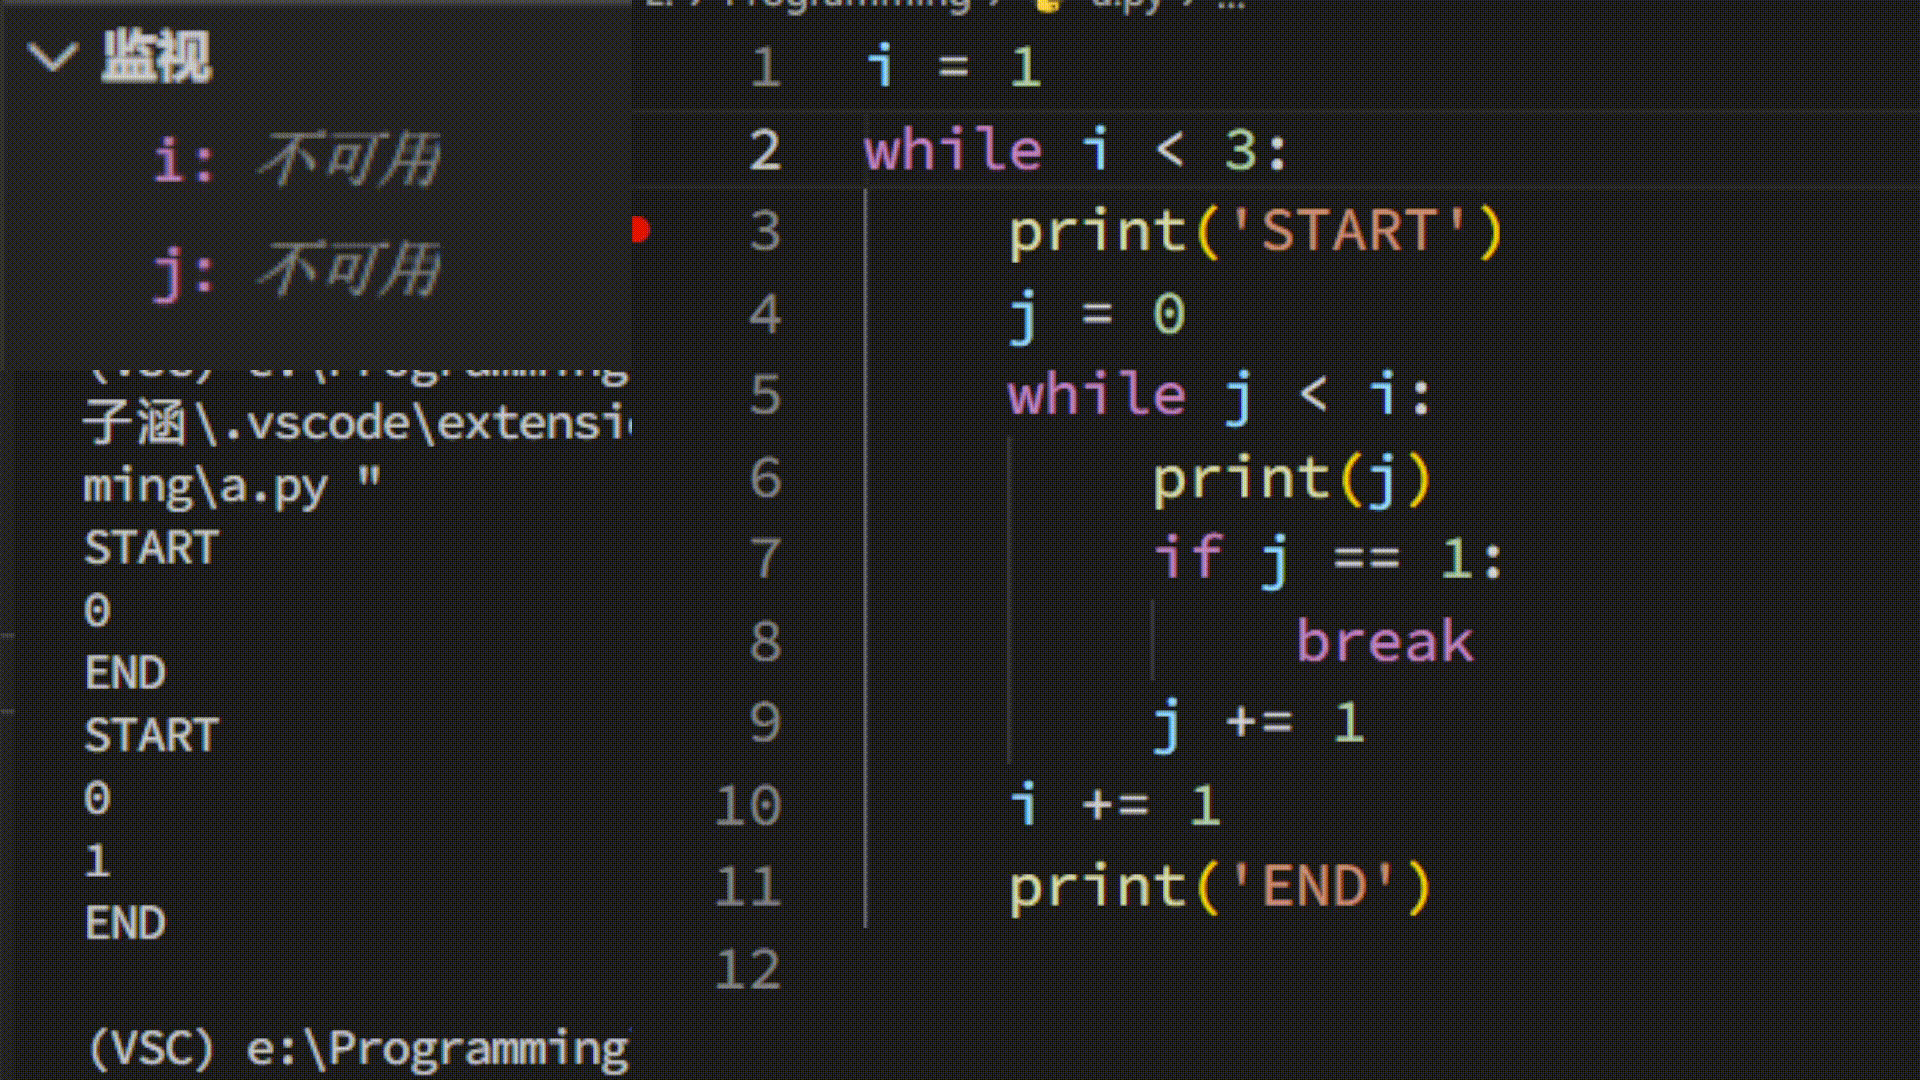 监视
i: 不可用
j: 不可用
子涵\.vscode\extensi
ming\a.py "
START
0
END
START
0
1
END
(VSC) e:\Programming
1 i = 1
2 while i < 3:
3 print('START')
4 j = 0
5 while j < i:
6 print(j)
7 if j == 1:
8 break
9 j += 1
10 i += 1
11 print('END')
12